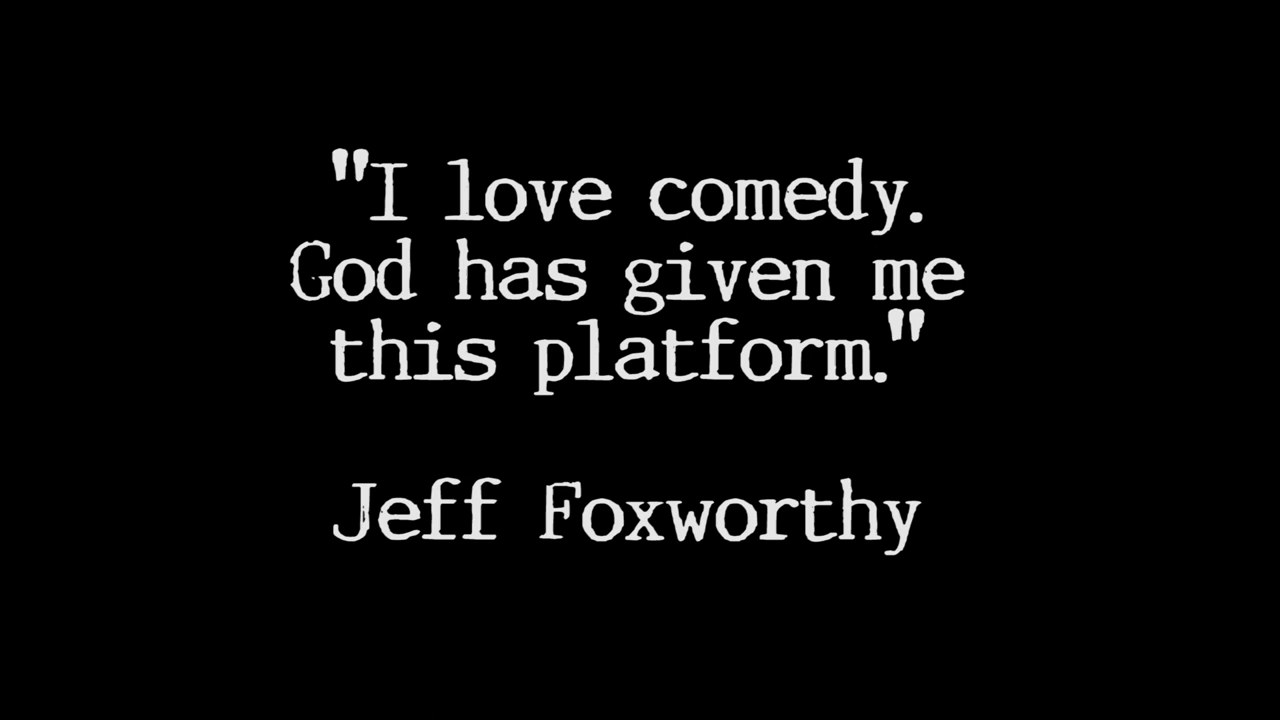 "I love comedy.
God has given me
this platform."
Jeff Foxworthy